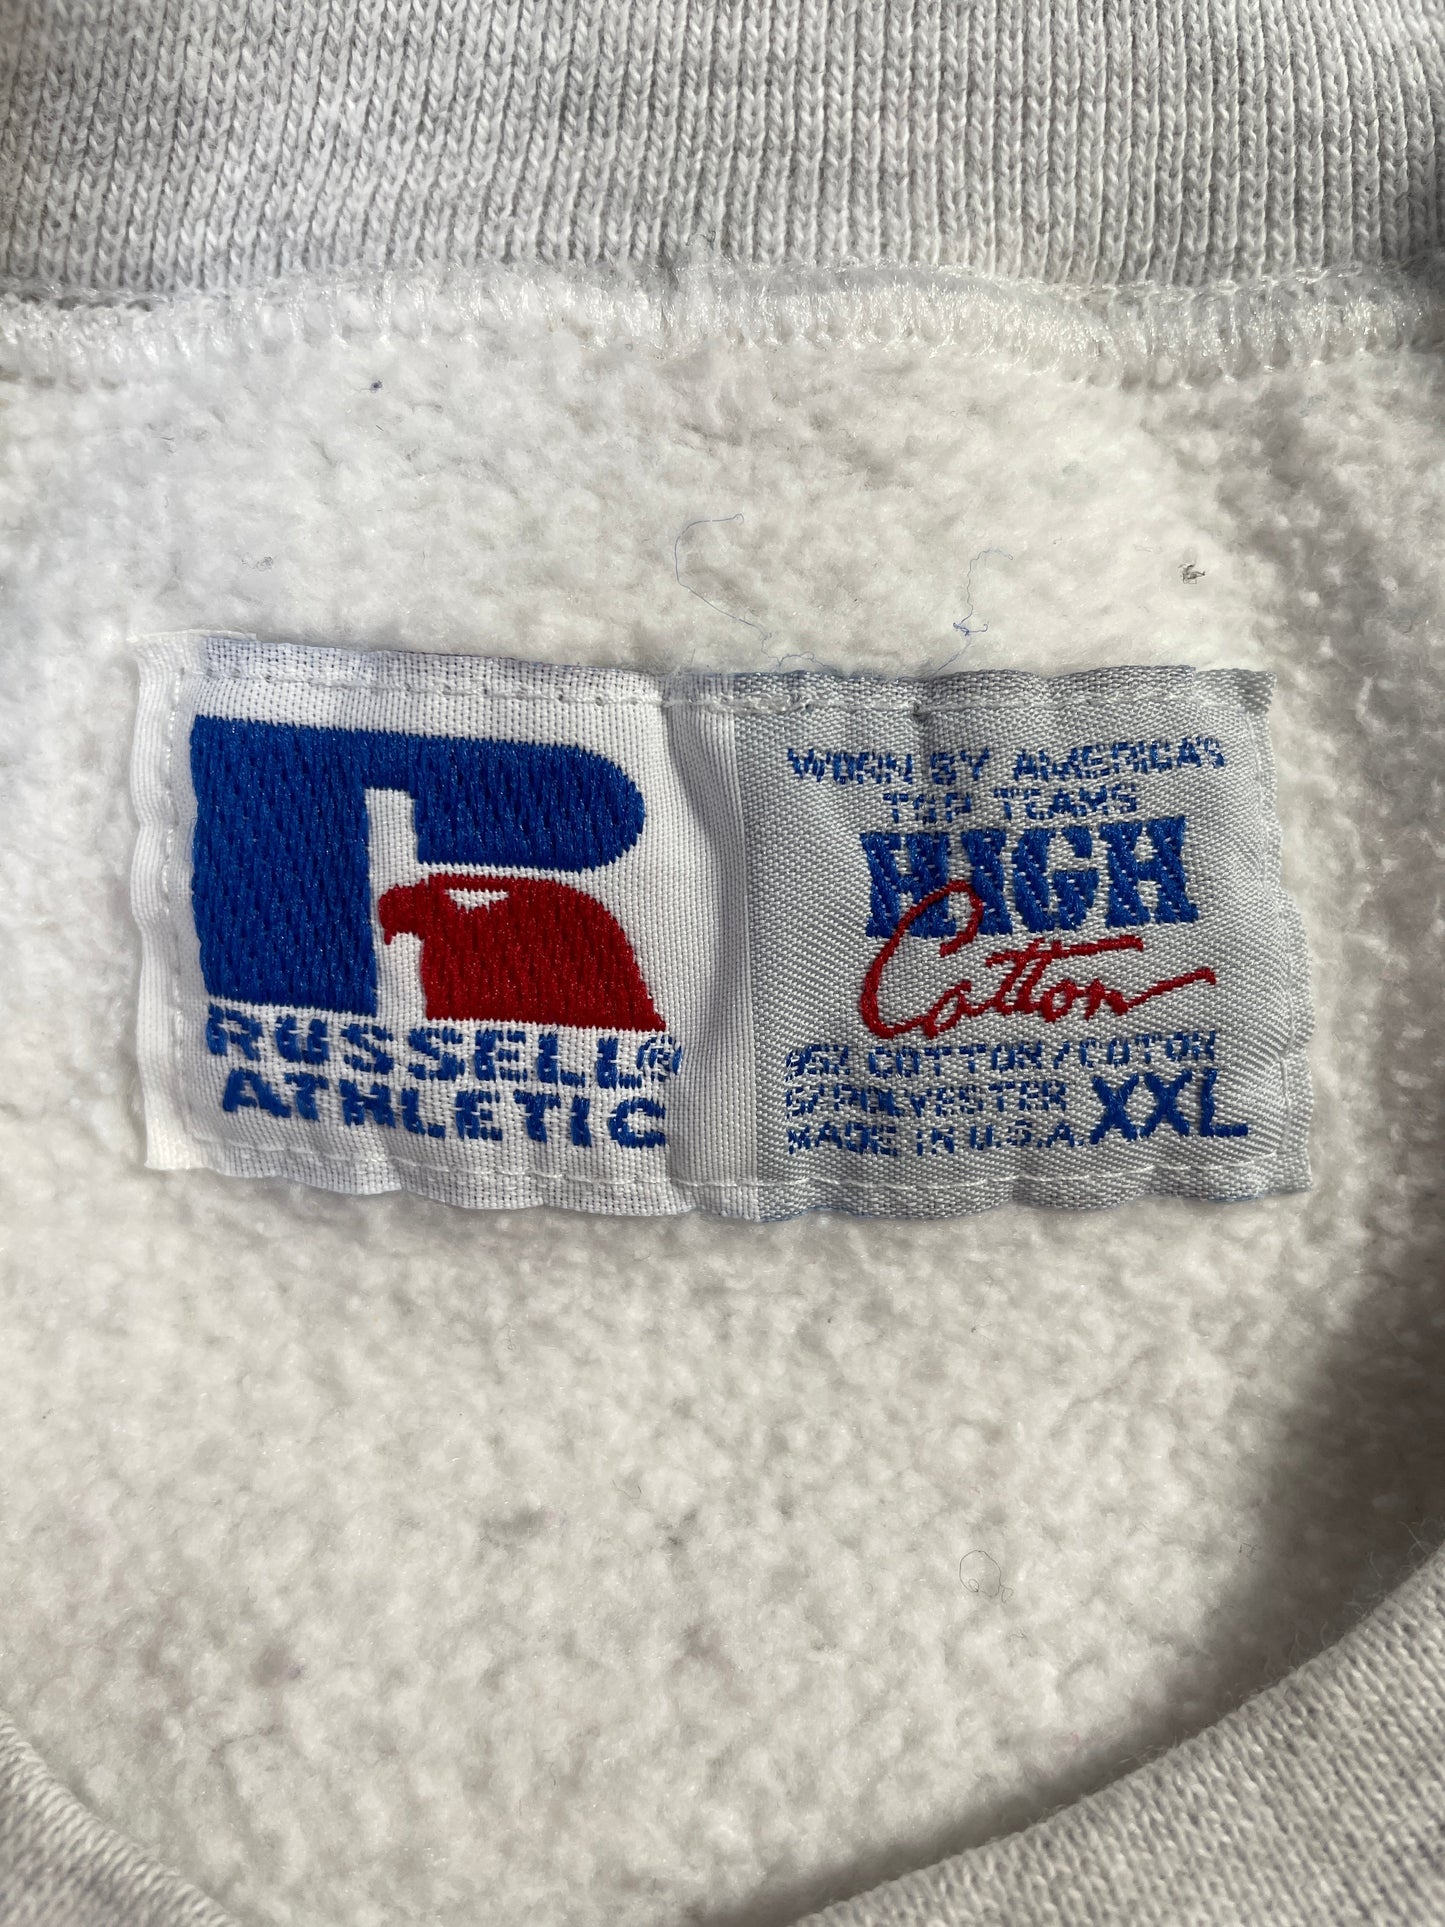 RUSSELL®
ATHLETIC
WORN BY AMERICA'S
TOP TEAMS
HIGH
Cotton
95% COTTON/COTON
5/POLYESTER
MADE IN U.S.A. XXL